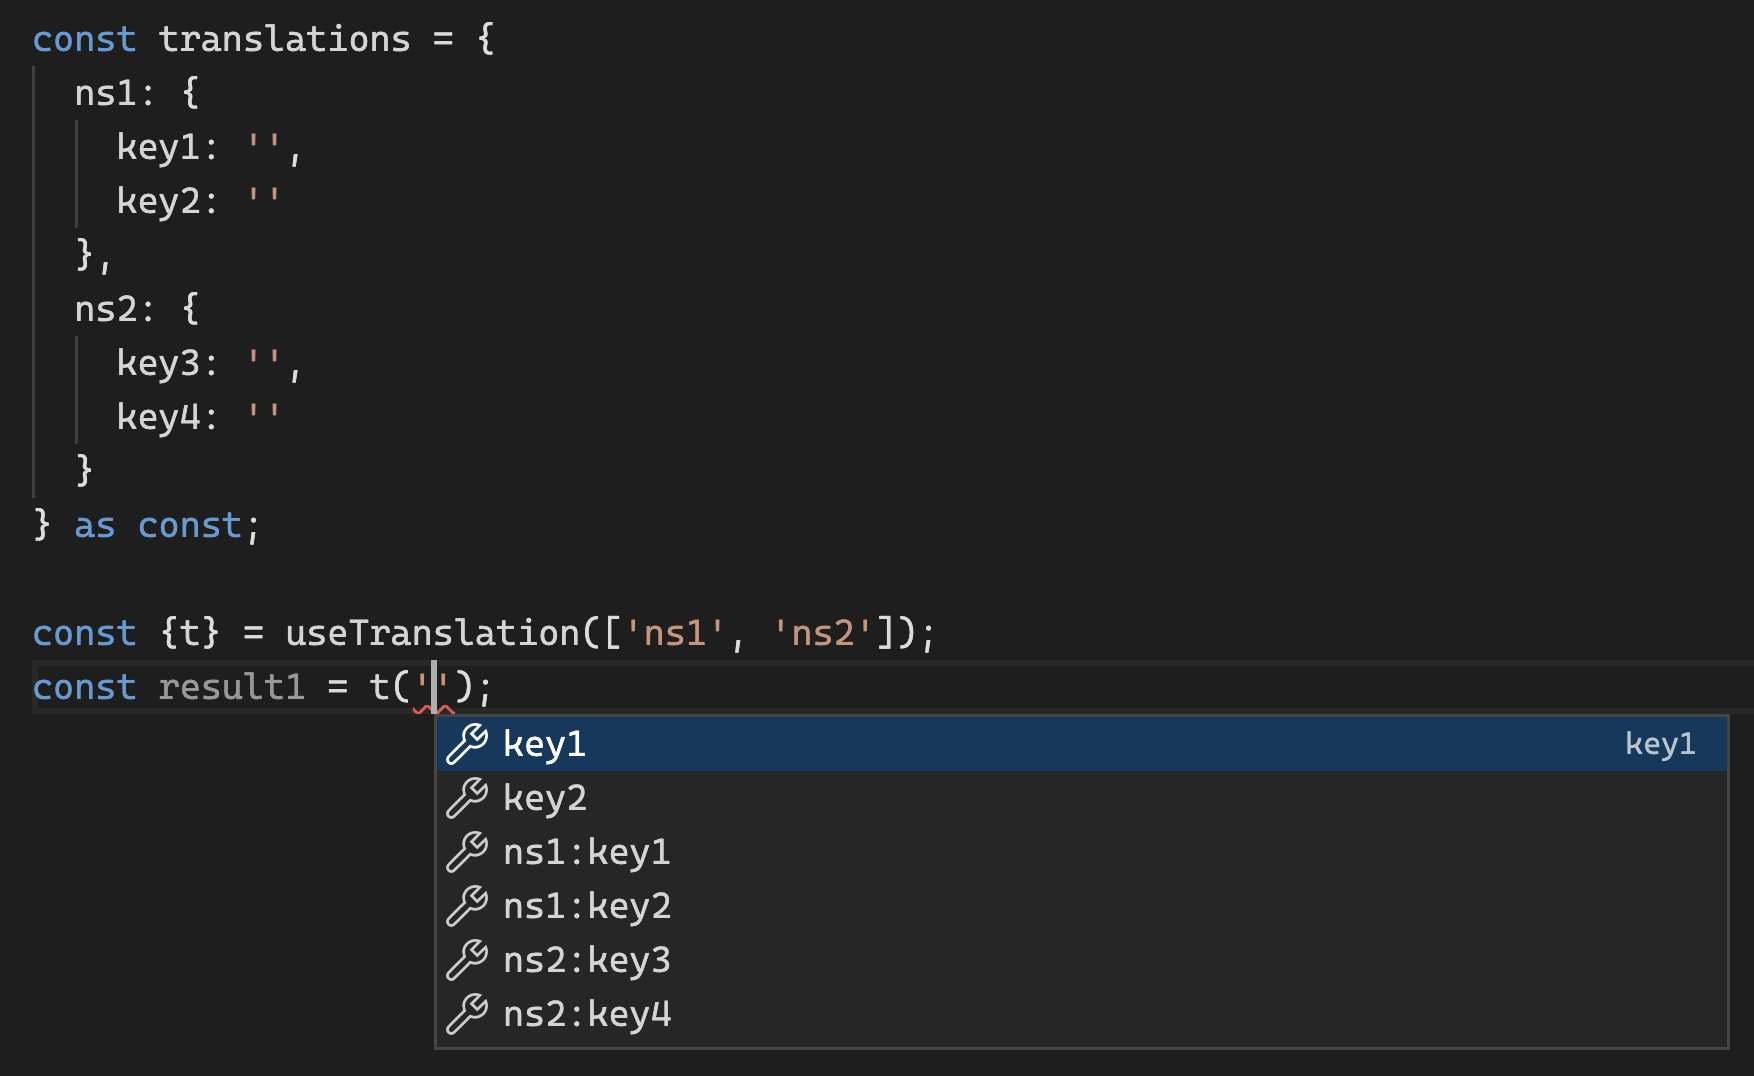 const translations = {
  ns1: {
    key1: '',
    key2: ''
  },
  ns2: {
    key3: '',
    key4: ''
  }
} as const;

const {t} = useTranslation(['ns1', 'ns2']);
const result1 = t('');
key1 key1
key2
ns1:key1
ns1:key2
ns2:key3
ns2:key4